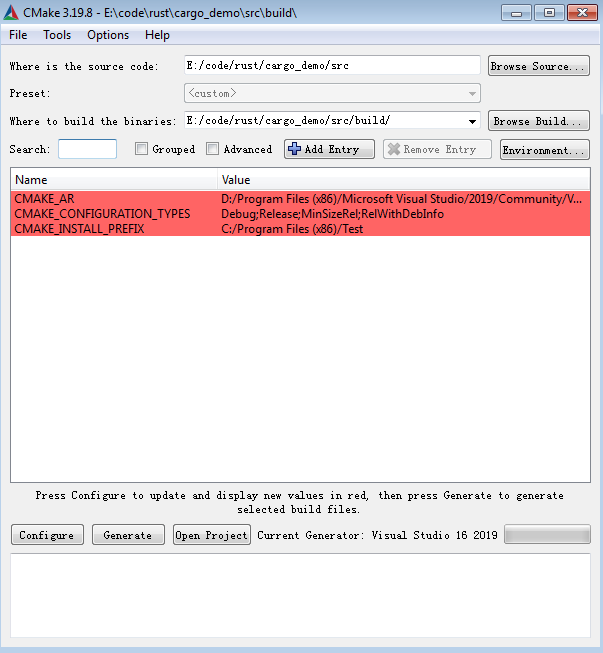 CMake 3.19.8 - E:\code\rust\cargo_demo\src\build\
File Tools Options Help
Where is the source code: E:/code/rust/cargo_demo/src Browse Source...
Preset: <custom>
Where to build the binaries: E:/code/rust/cargo_demo/src/build/ Browse Build...
Search: Grouped Advanced Add Entry Remove Entry Environment...
Name Value
CMAKE_AR D:/Program Files (x86)/Microsoft Visual Studio/2019/Community/V...
CMAKE_CONFIGURATION_TYPES Debug;Release;MinSizeRel;RelWithDebInfo
CMAKE_INSTALL_PREFIX C:/Program Files (x86)/Test
Press Configure to update and display new values in red, then press Generate to generate
selected build files.
Configure Generate Open Project Current Generator: Visual Studio 16 2019